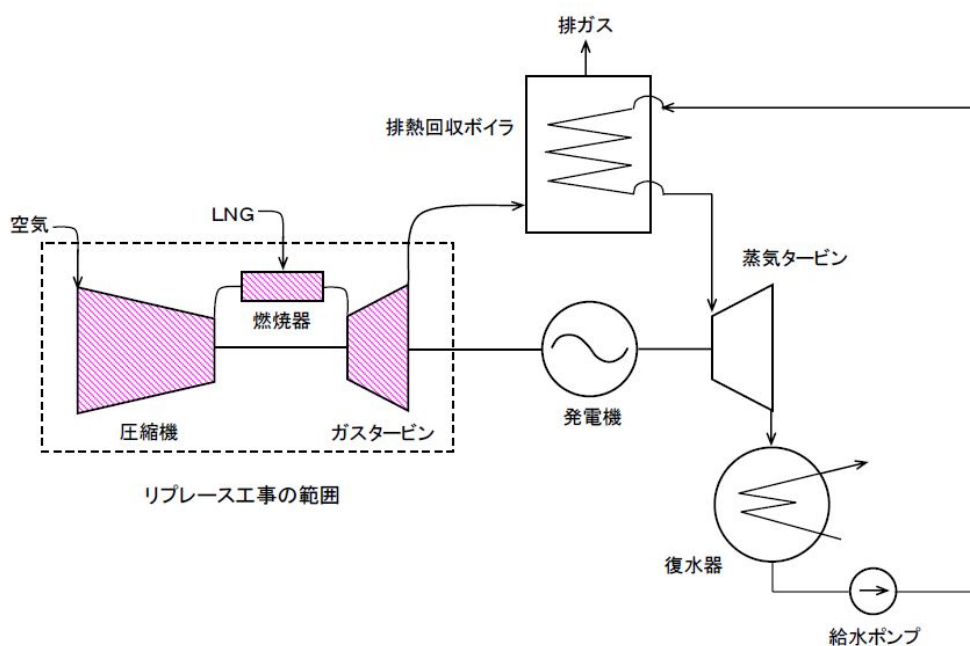 排ガス
排熱回収ボイラ
空気
LNG
蒸気タービン
燃焼器
圧縮機
ガスタービン
発電機
リプレース工事の範囲
復水器
給水ポンプ